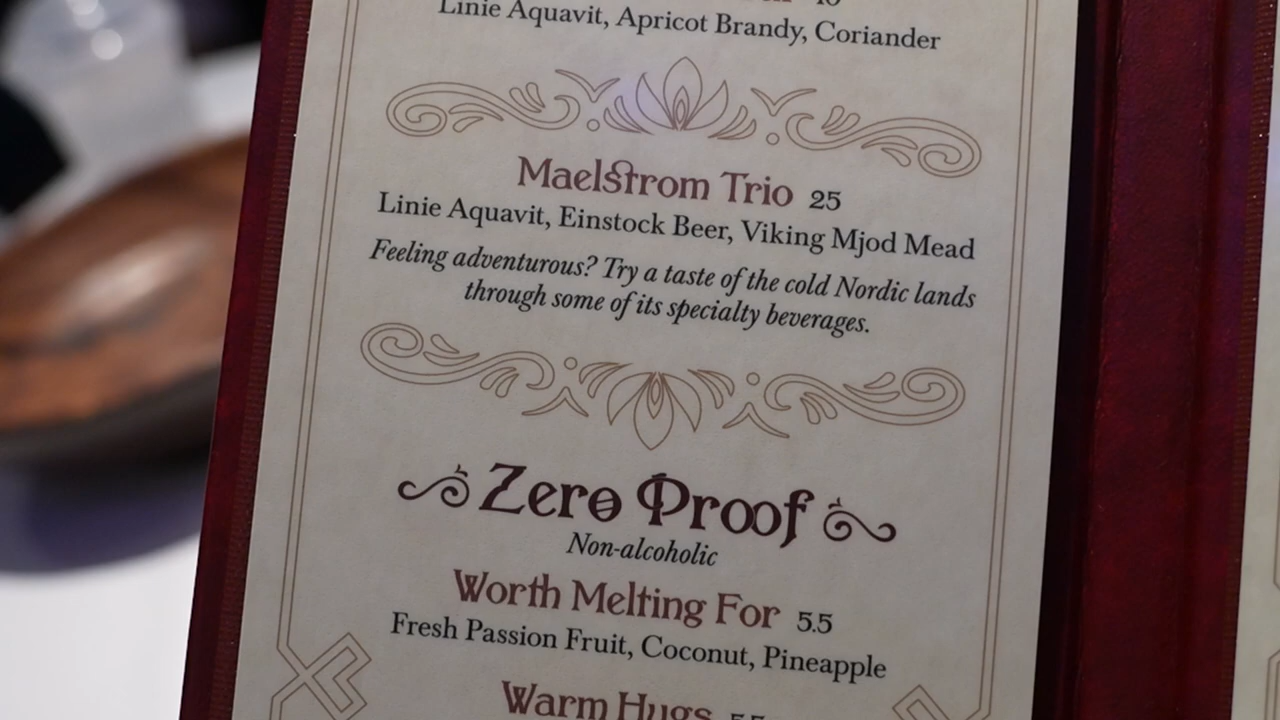 Linie Aquavit, Apricot Brandy, Coriander
Maelstrom Trio 25
Linie Aquavit, Einstock Beer, Viking Mjod Mead
Feeling adventurous? Try a taste of the cold Nordic lands
through some of its specialty beverages.
Zero Proof
Non-alcoholic
Worth Melting For 5.5
Fresh Passion Fruit, Coconut, Pineapple
Warm Hugs 5.5